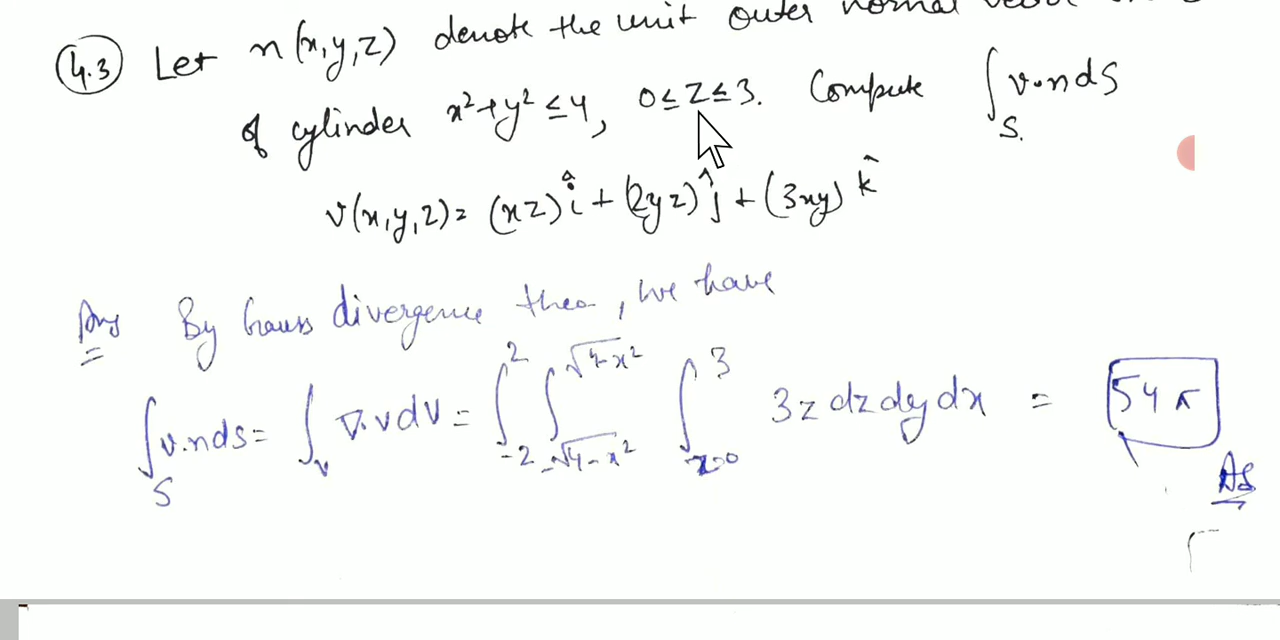 4.3 Let n(x,y,z) denote the unit outer normal
of cylinder x²+y² ≤ 4, 0 ≤ z ≤ 3. Compute ∫_S v.n dS
v(x,y,z) = (xz) î + (2yz) ĵ + (3xy) k̂
Ans By Gauss divergence theo, we have
∫_S v.n ds = ∫_v ∇.v dV = ∫_{-2}^{2} ∫_{-√4-x²}^{√4-x²} ∫_{z=0}^{3} 3z dz dy dx = 54π